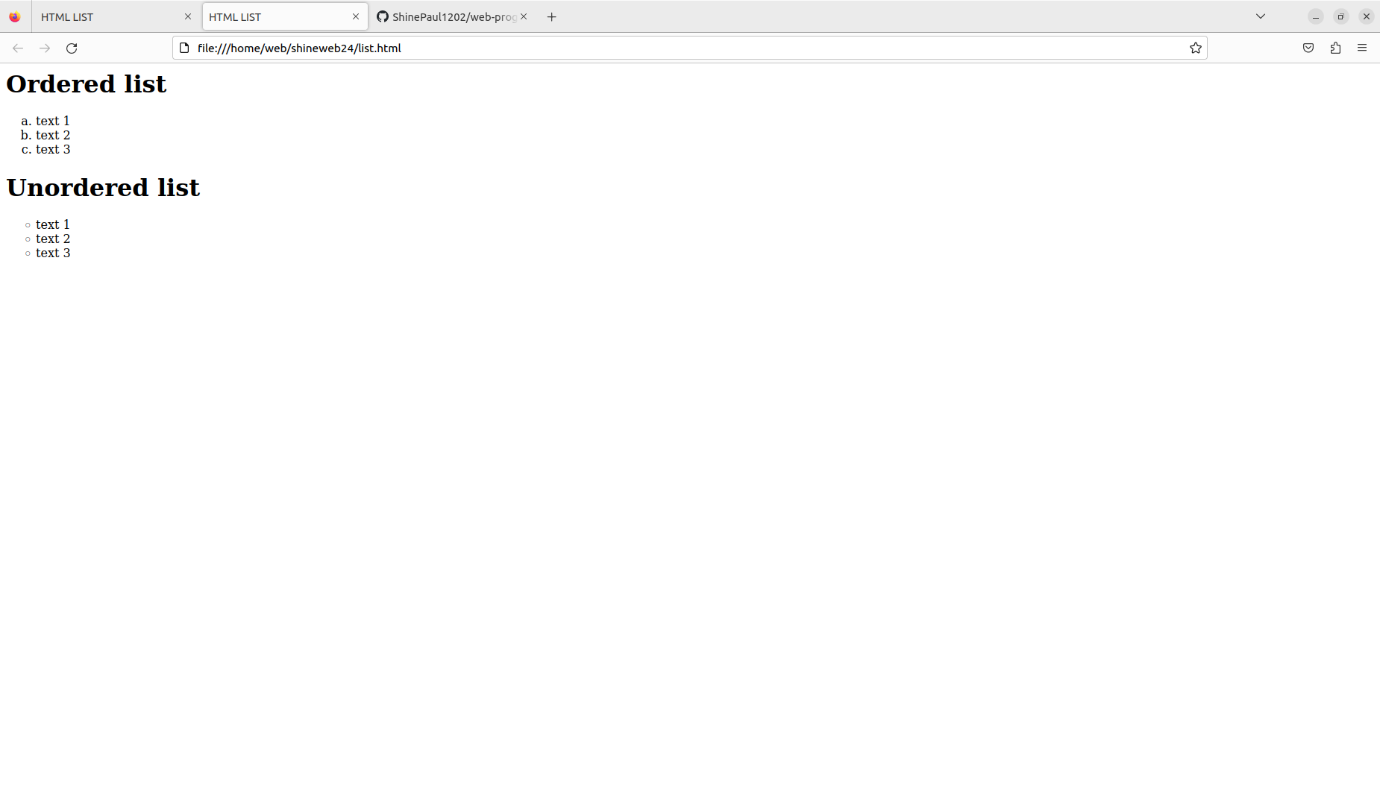 HTML LIST
HTML LIST
ShinePaul1202/web-prog
file:///home/web/shineweb24/list.html
Ordered list
a. text 1
b. text 2
c. text 3
Unordered list
◦ text 1
◦ text 2
◦ text 3